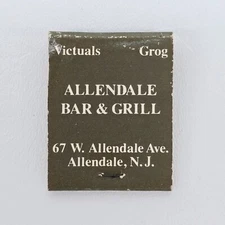 Victuals Grog
ALLENDALE
BAR & GRILL
67 W. Allendale Ave.
Allendale, N.J.